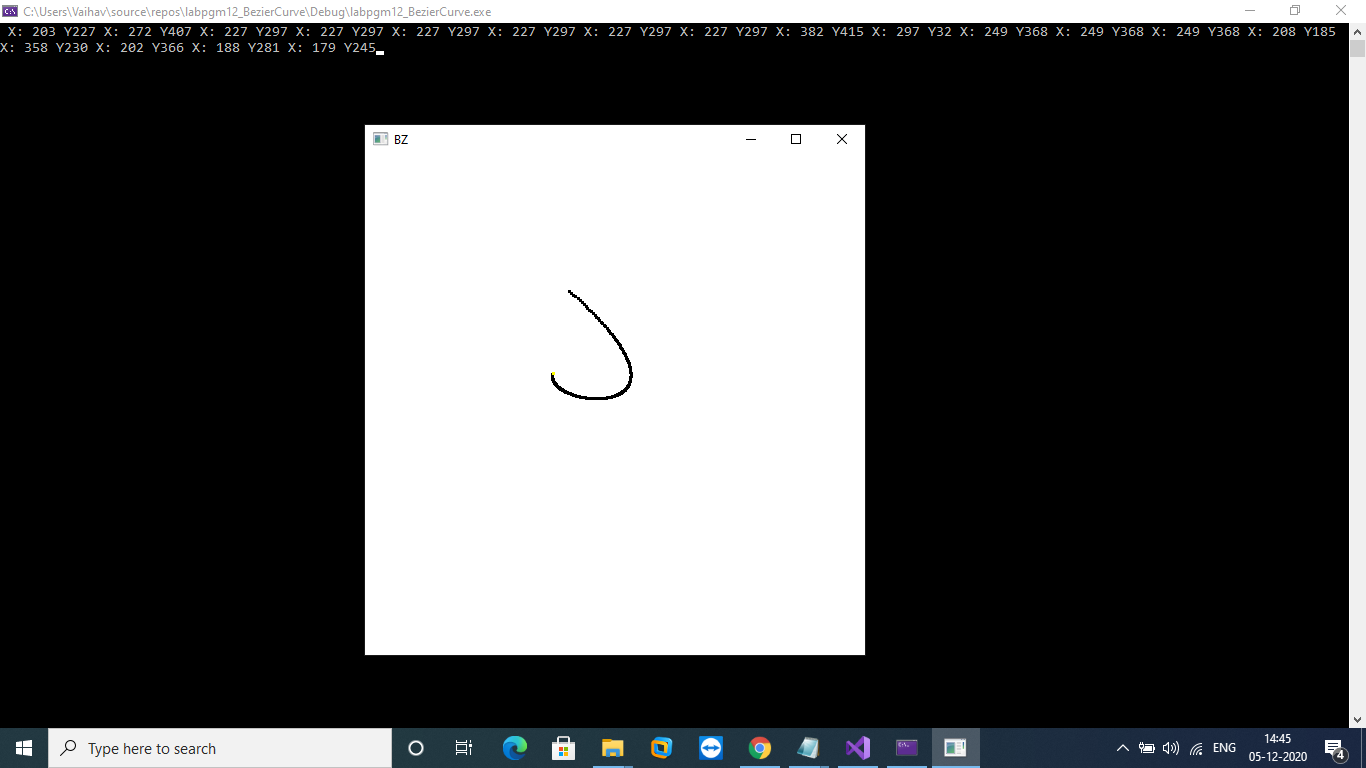 C:\Users\Vaihav\source\repos\labpgm12_BezierCurve\Debug\labpgm12_BezierCurve.exe
X: 203 Y227 X: 272 Y407 X: 227 Y297 X: 227 Y297 X: 227 Y297 X: 227 Y297 X: 227 Y297 X: 227 Y297 X: 382 Y415 X: 297 Y32 X: 249 Y368 X: 249 Y368 X: 249 Y368 X: 208 Y185
X: 358 Y230 X: 202 Y366 X: 188 Y281 X: 179 Y245
BZ
Type here to search
ENG
14:45
05-12-2020
4